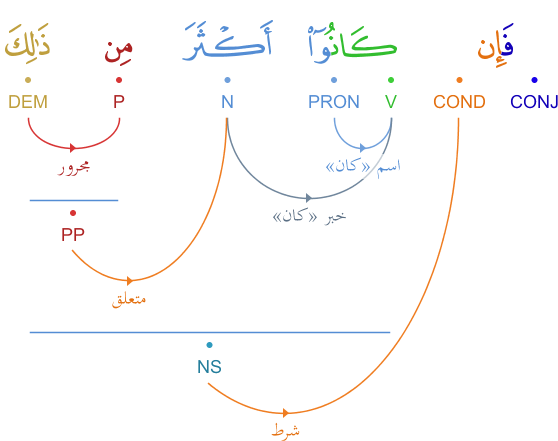 فَإِن كَانُوٓا۟ أَكْثَرَ مِن ذَٰلِكَ
CONJ COND V PRON N P DEM
اسم «كان» مجرور
خبر «كان»
PP
متعلق
NS
شرط